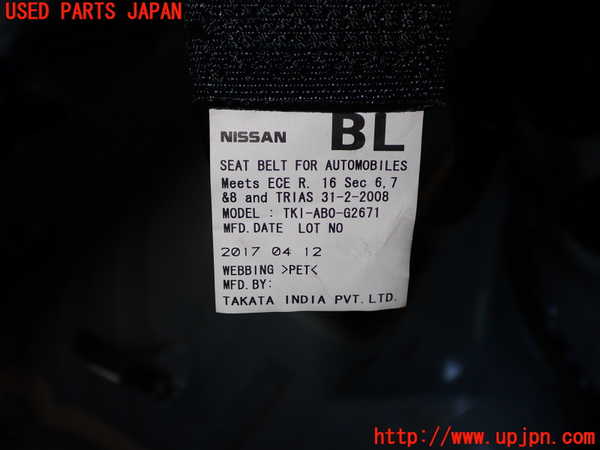 USED PARTS JAPAN
NISSAN BL
SEAT BELT FOR AUTOMOBILES
Meets ECE R. 16 Sec 6,7
&8 and TRIAS 31-2-2008
MODEL : TKI-AB0-G2671
MFD.DATE LOT NO
2017 04 12
WEBBING >PET<
MFD.BY:
TAKATA INDIA PVT.LTD.
http://www.upjpn.com/